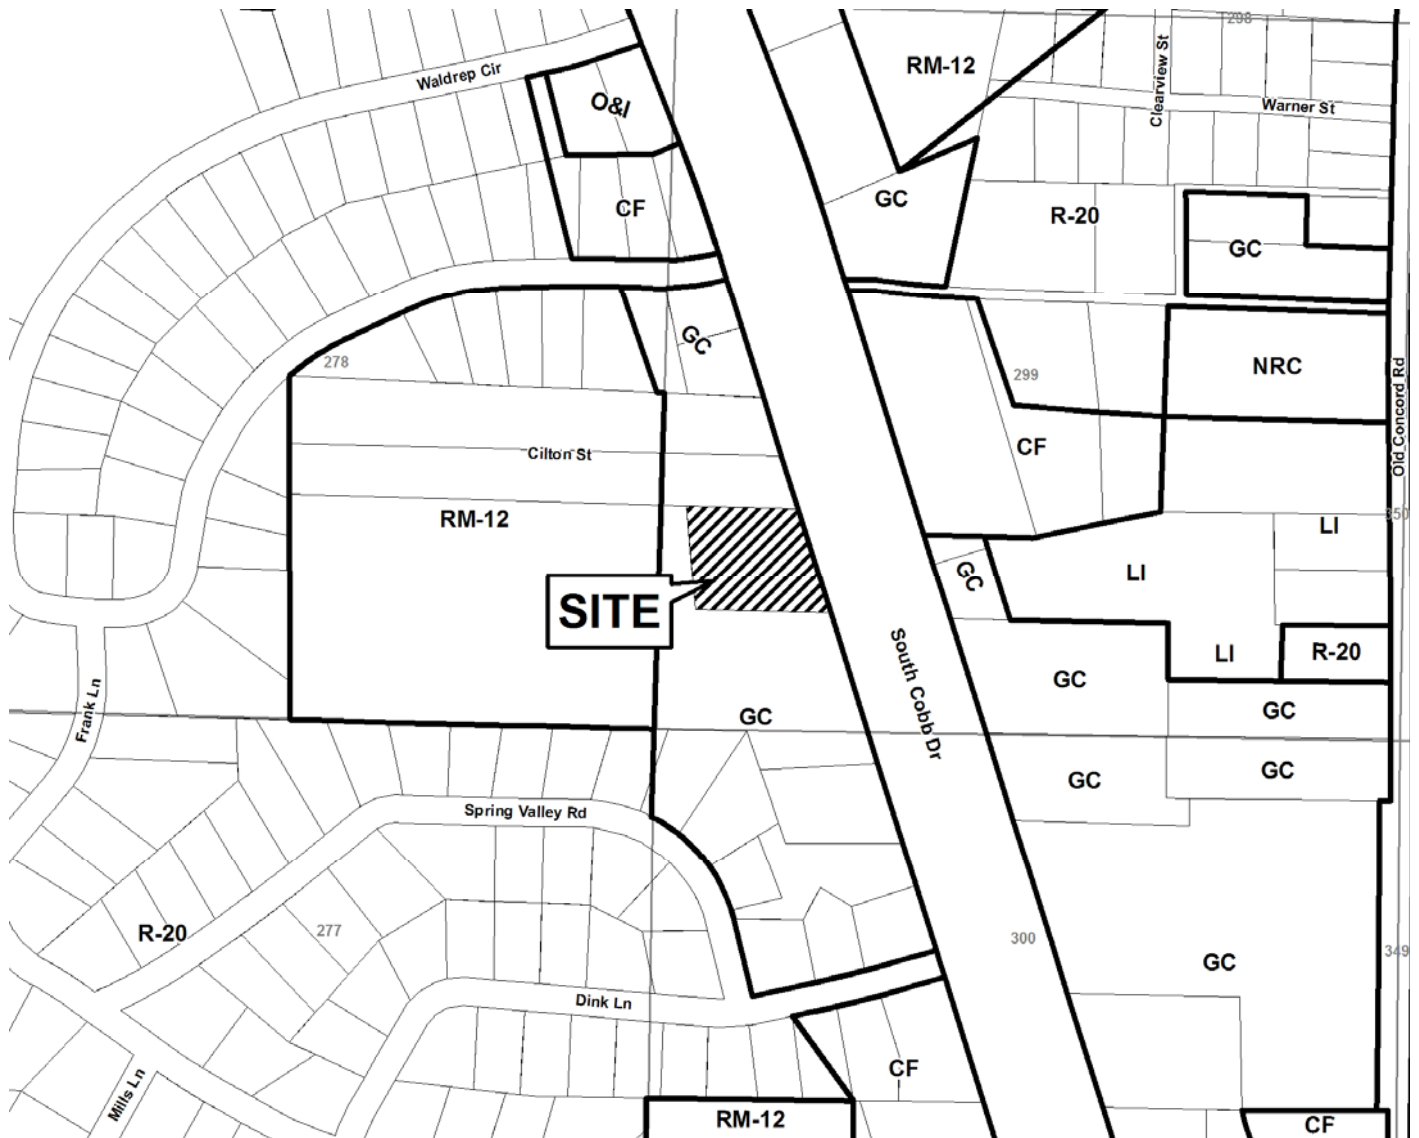 298
RM-12
Waldrep Cir
Clearview St
Warner St
O&I
CF
GC
R-20
GC
GC
278
299
NRC
Old Concord Rd
CF
Cilton St
RM-12
350
LI
GC
LI
SITE
LI
R-20
South Cobb Dr
GC
Frank Ln
GC
GC
GC
GC
Spring Valley Rd
R-20
277
300
GC
349
Dink Ln
CF
Mills Ln
RM-12
CF